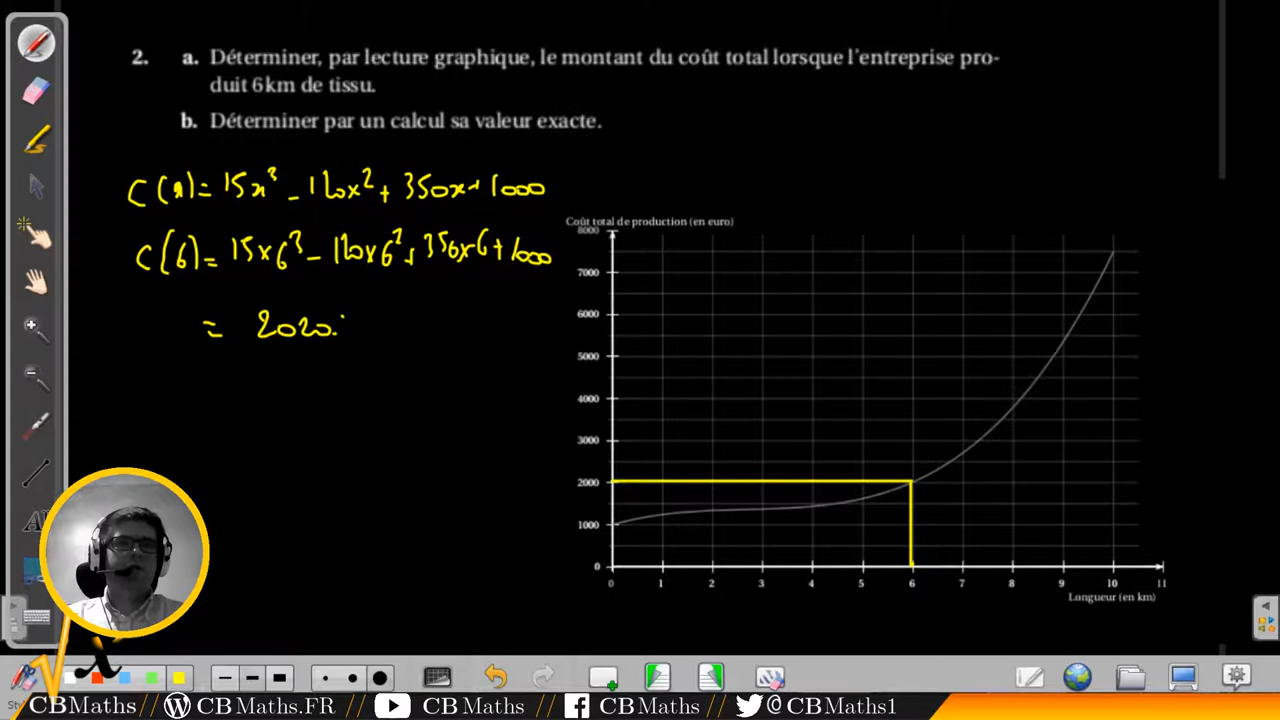 2. a. Déterminer, par lecture graphique, le montant du coût total lorsque l'entreprise pro-
duit 6km de tissu.
b. Déterminer par un calcul sa valeur exacte.
C(x)= 15x³ - 120x² + 350x + 1000
C(6)= 15×6³ - 120×6² + 350×6 + 1000
= 2020
Coût total de production (en euro)
8000
7000
6000
5000
4000
3000
2000
1000
0
0 1 2 3 4 5 6 7 8 9 10 11
Longueur (en km)
√x
CBMaths CBMaths.FR CBMaths CBMaths @CBMaths1